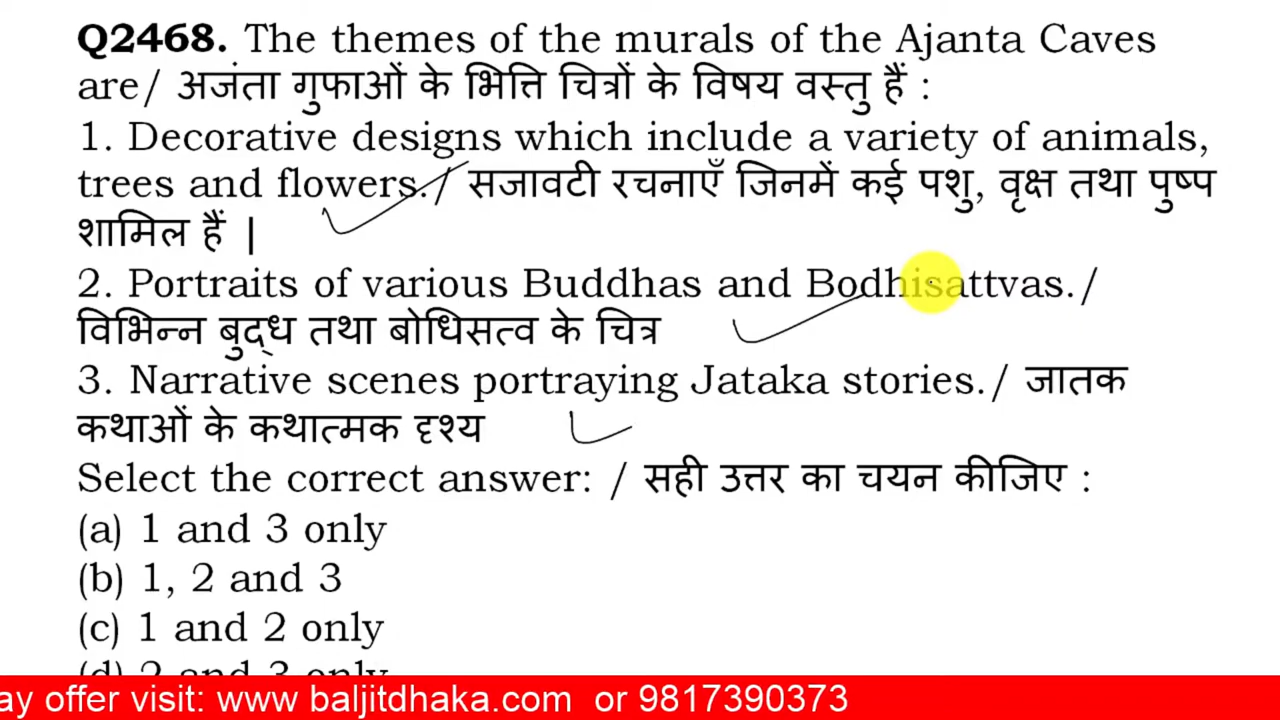 Q2468. The themes of the murals of the Ajanta Caves
are/ अजंता गुफाओं के भित्ति चित्रों के विषय वस्तु हैं :
1. Decorative designs which include a variety of animals,
trees and flowers./ सजावटी रचनाएँ जिनमें कई पशु, वृक्ष तथा पुष्प
शामिल हैं |
2. Portraits of various Buddhas and Bodhisattvas./
विभिन्न बुद्ध तथा बोधिसत्व के चित्र
3. Narrative scenes portraying Jataka stories./ जातक
कथाओं के कथात्मक दृश्य
Select the correct answer: / सही उत्तर का चयन कीजिए :
(a) 1 and 3 only
(b) 1, 2 and 3
(c) 1 and 2 only
(d) 2 and 3 only
ay offer visit: www baljitdhaka.com or 9817390373